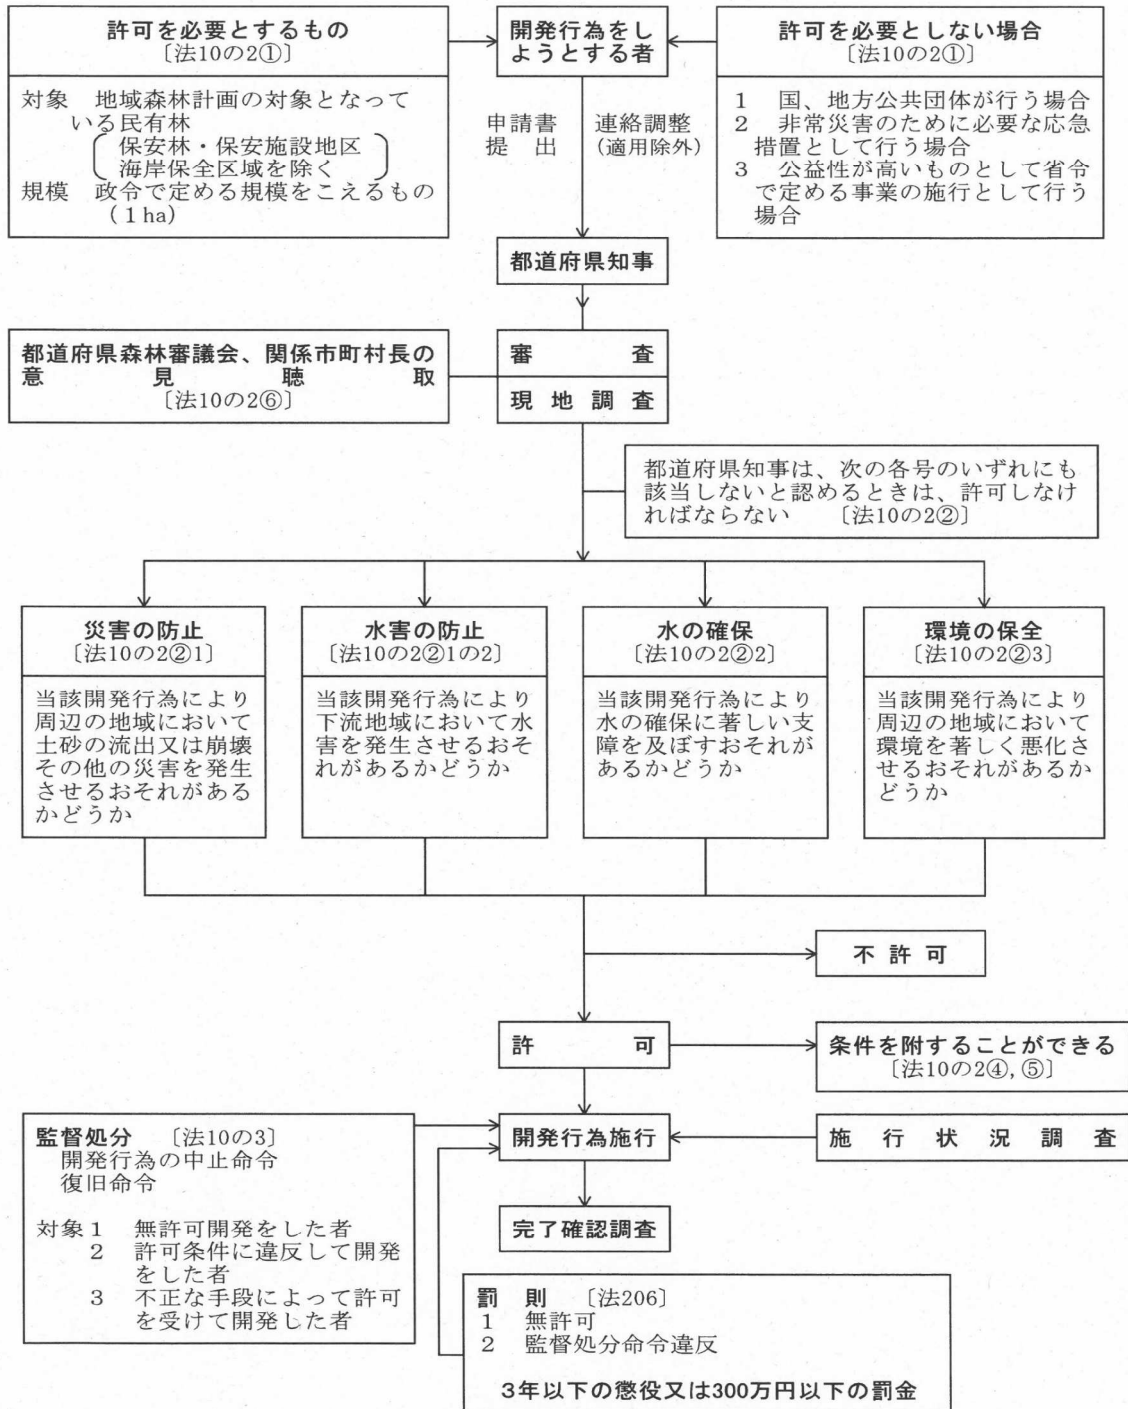 許可を必要とするもの
〔法10の2①〕
対象　地域森林計画の対象となって
いる民有林
保安林・保安施設地区
海岸保全区域を除く
規模　政令で定める規模をこえるもの
(1ha)
開発行為をし
ようとする者
許可を必要としない場合
〔法10の2①〕
1　国、地方公共団体が行う場合
2　非常災害のために必要な応急
措置として行う場合
3　公益性が高いものとして省令
で定める事業の施行として行う
場合
申請書
提出
連絡調整
(適用除外)
都道府県知事
都道府県森林審議会、関係市町村長の
意見聴取
〔法10の2⑥〕
審査
現地調査
都道府県知事は、次の各号のいずれにも
該当しないと認めるときは、許可しなけ
ればならない　〔法10の2②〕
災害の防止
〔法10の2②1〕
当該開発行為により
周辺の地域において
土砂の流出又は崩壊
その他の災害を発生
させるおそれがある
かどうか
水害の防止
〔法10の2②1の2〕
当該開発行為により
下流地域において水
害を発生させるおそ
れがあるかどうか
水の確保
〔法10の2②2〕
当該開発行為により
水の確保に著しい支
障を及ぼすおそれが
あるかどうか
環境の保全
〔法10の2②3〕
当該開発行為により
周辺の地域において
環境を著しく悪化さ
せるおそれがあるか
どうか
不許可
許可
条件を附することができる
〔法10の2④,⑤〕
監督処分　〔法10の3〕
開発行為の中止命令
復旧命令
対象1　無許可開発をした者
2　許可条件に違反して開発
をした者
3　不正な手段によって許可
を受けて開発した者
開発行為施行
施行状況調査
完了確認調査
罰則　〔法206〕
1　無許可
2　監督処分命令違反
3年以下の懲役又は300万円以下の罰金